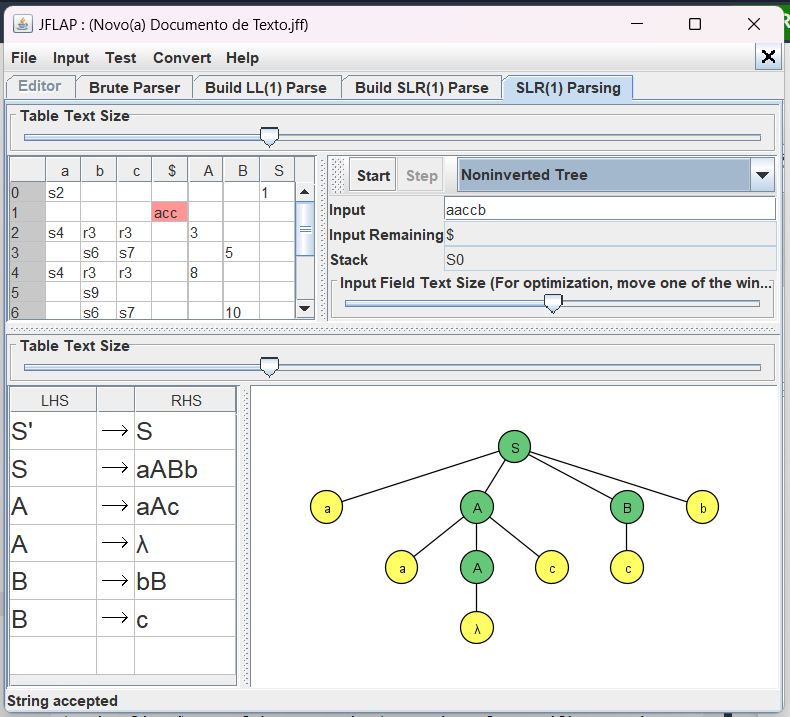 JFLAP : (Novo(a) Documento de Texto.jff)
File Input Test Convert Help
Editor Brute Parser Build LL(1) Parse Build SLR(1) Parse SLR(1) Parsing
Table Text Size
a b c $ A B S
0 s2 1
1 acc
2 s4 r3 r3 3
3 s6 s7 5
4 s4 r3 r3 8
5 s9
6 s6 s7 10
Start Step Noninverted Tree
Input aaccb
Input Remaining $
Stack S0
Input Field Text Size (For optimization, move one of the win...
Table Text Size
LHS RHS
S' → S
S → aABb
A → aAc
A → λ
B → bB
B → c
S
a A B b
a A c c
λ
String accepted